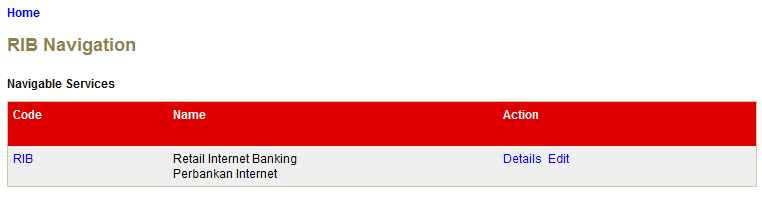 Home
RIB Navigation
Navigable Services
Code Name Action
RIB Retail Internet Banking Details Edit
Perbankan Internet